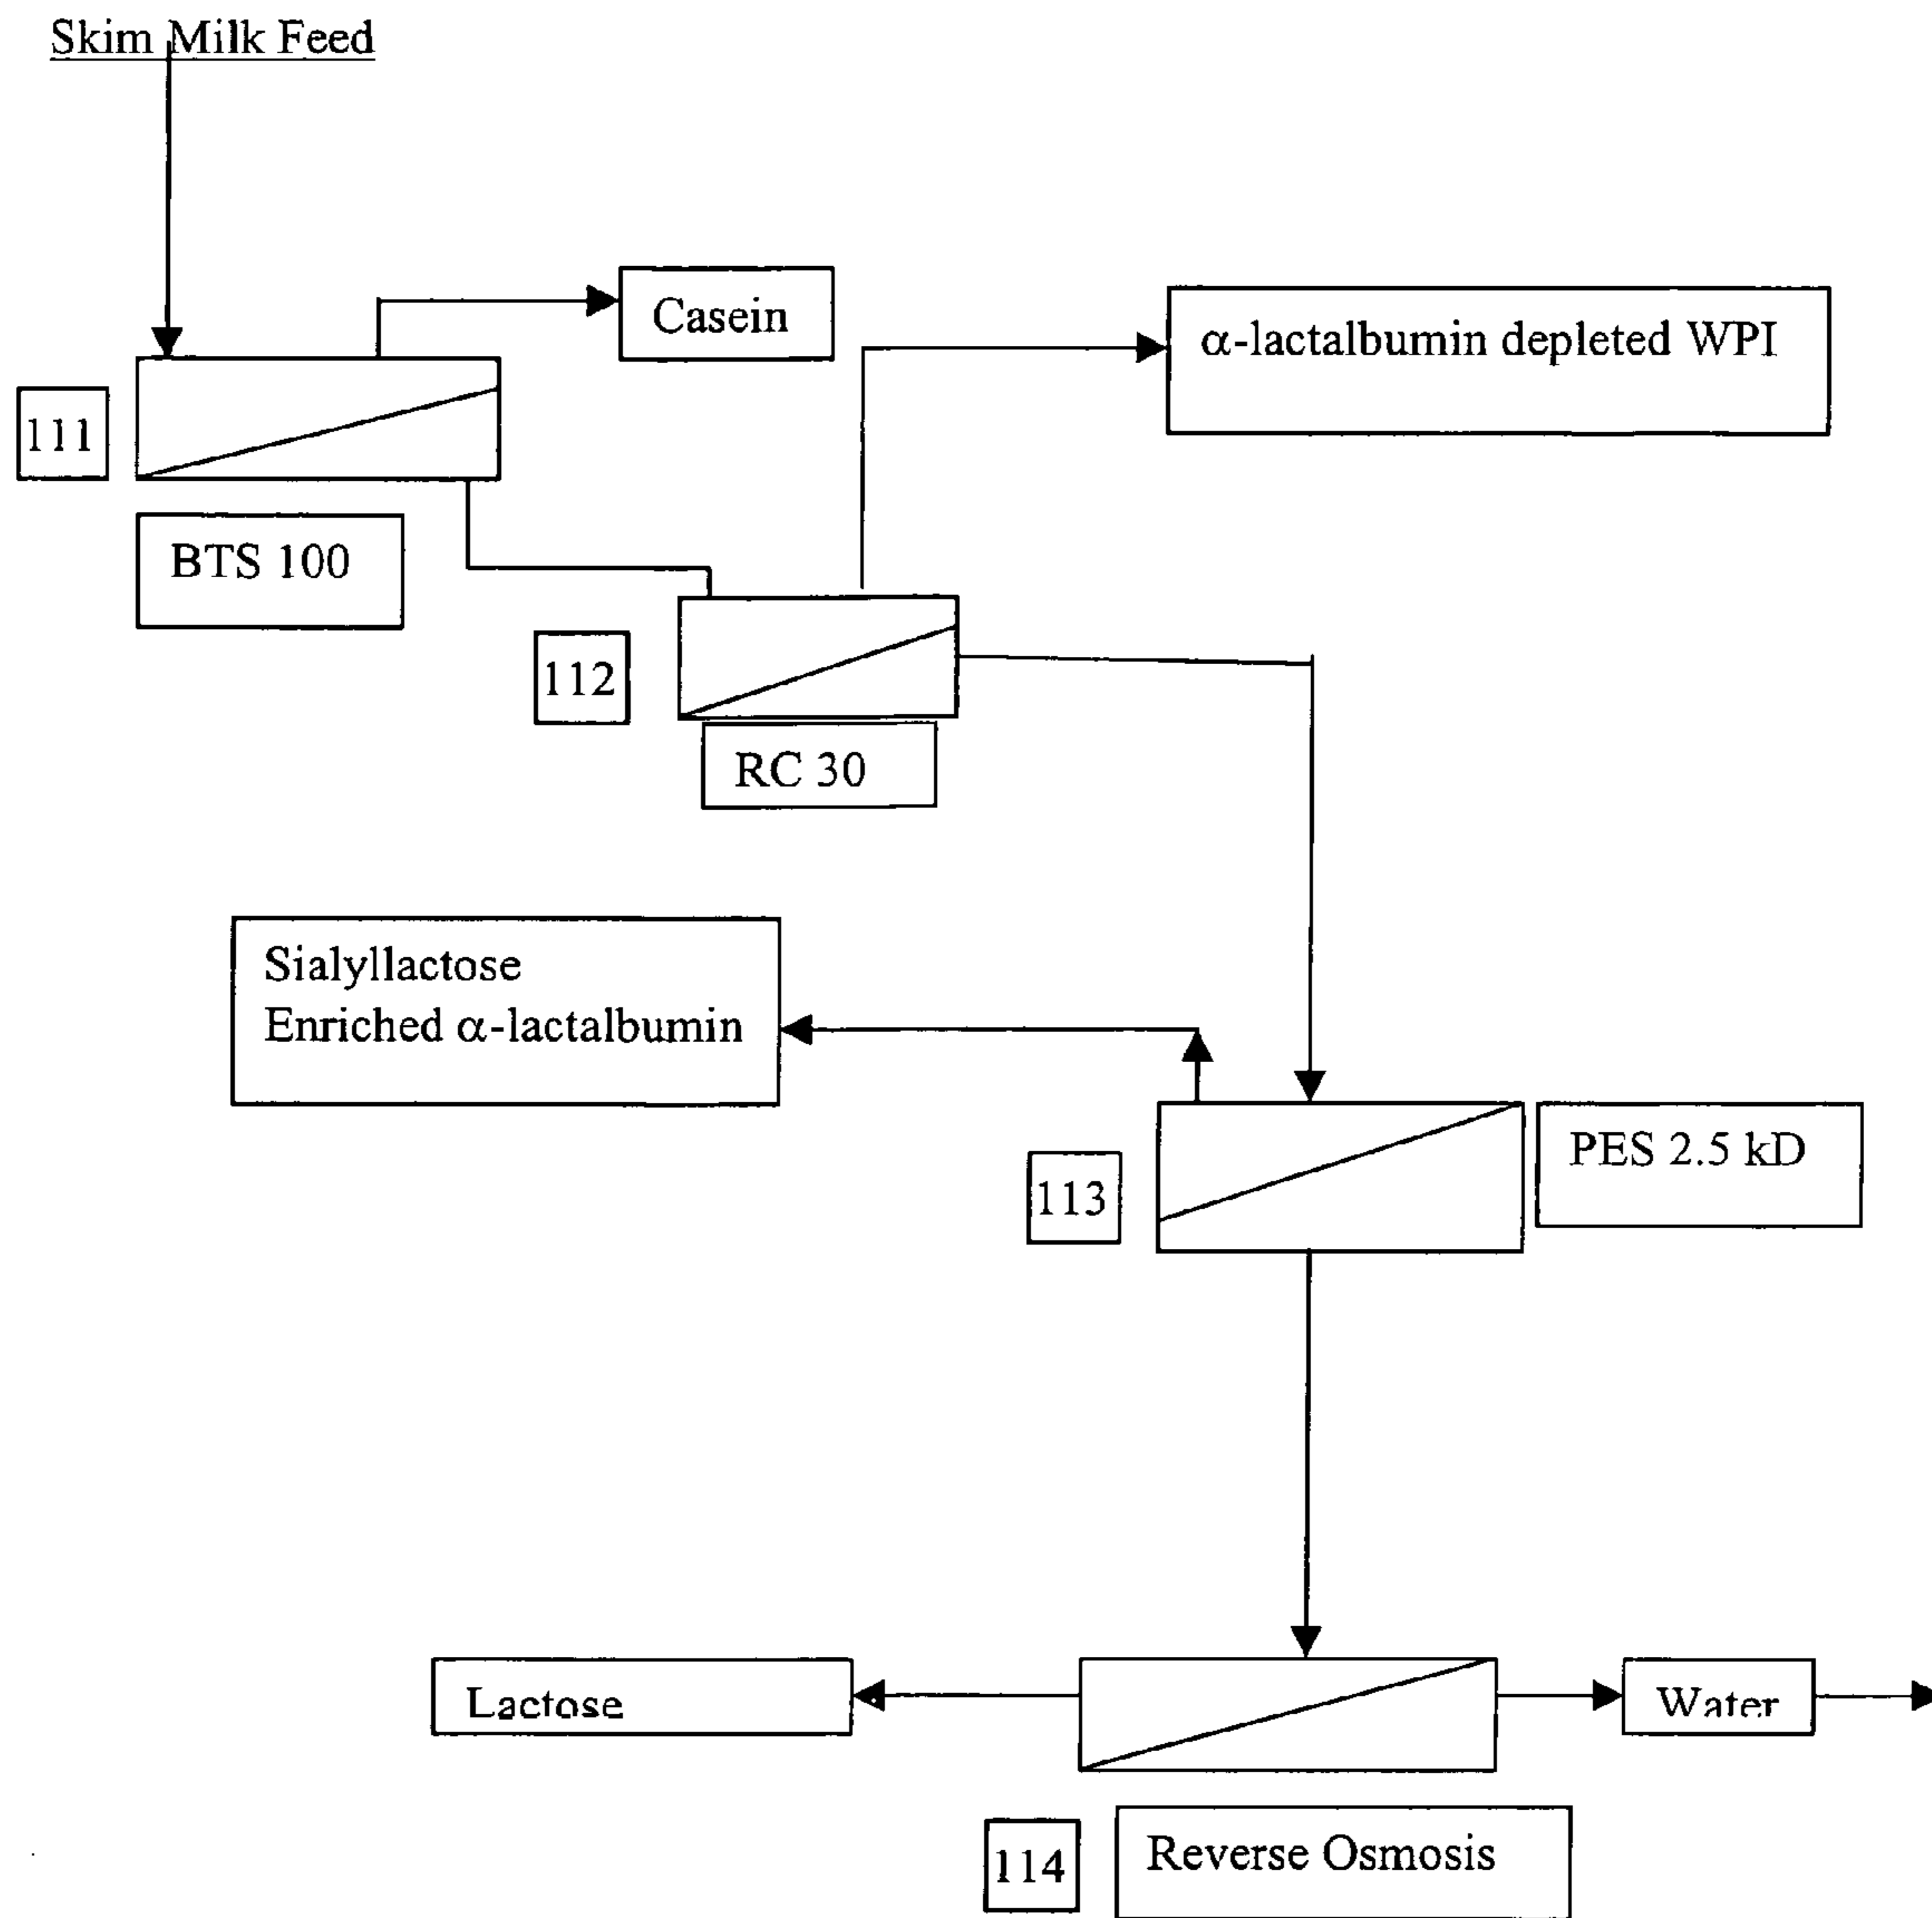 Skim Milk Feed
Casein
α-lactalbumin depleted WPI
111
BTS 100
112
RC 30
Sialyllactose
Enriched α-lactalbumin
PES 2.5 kD
113
Lactose
Water
114
Reverse Osmosis